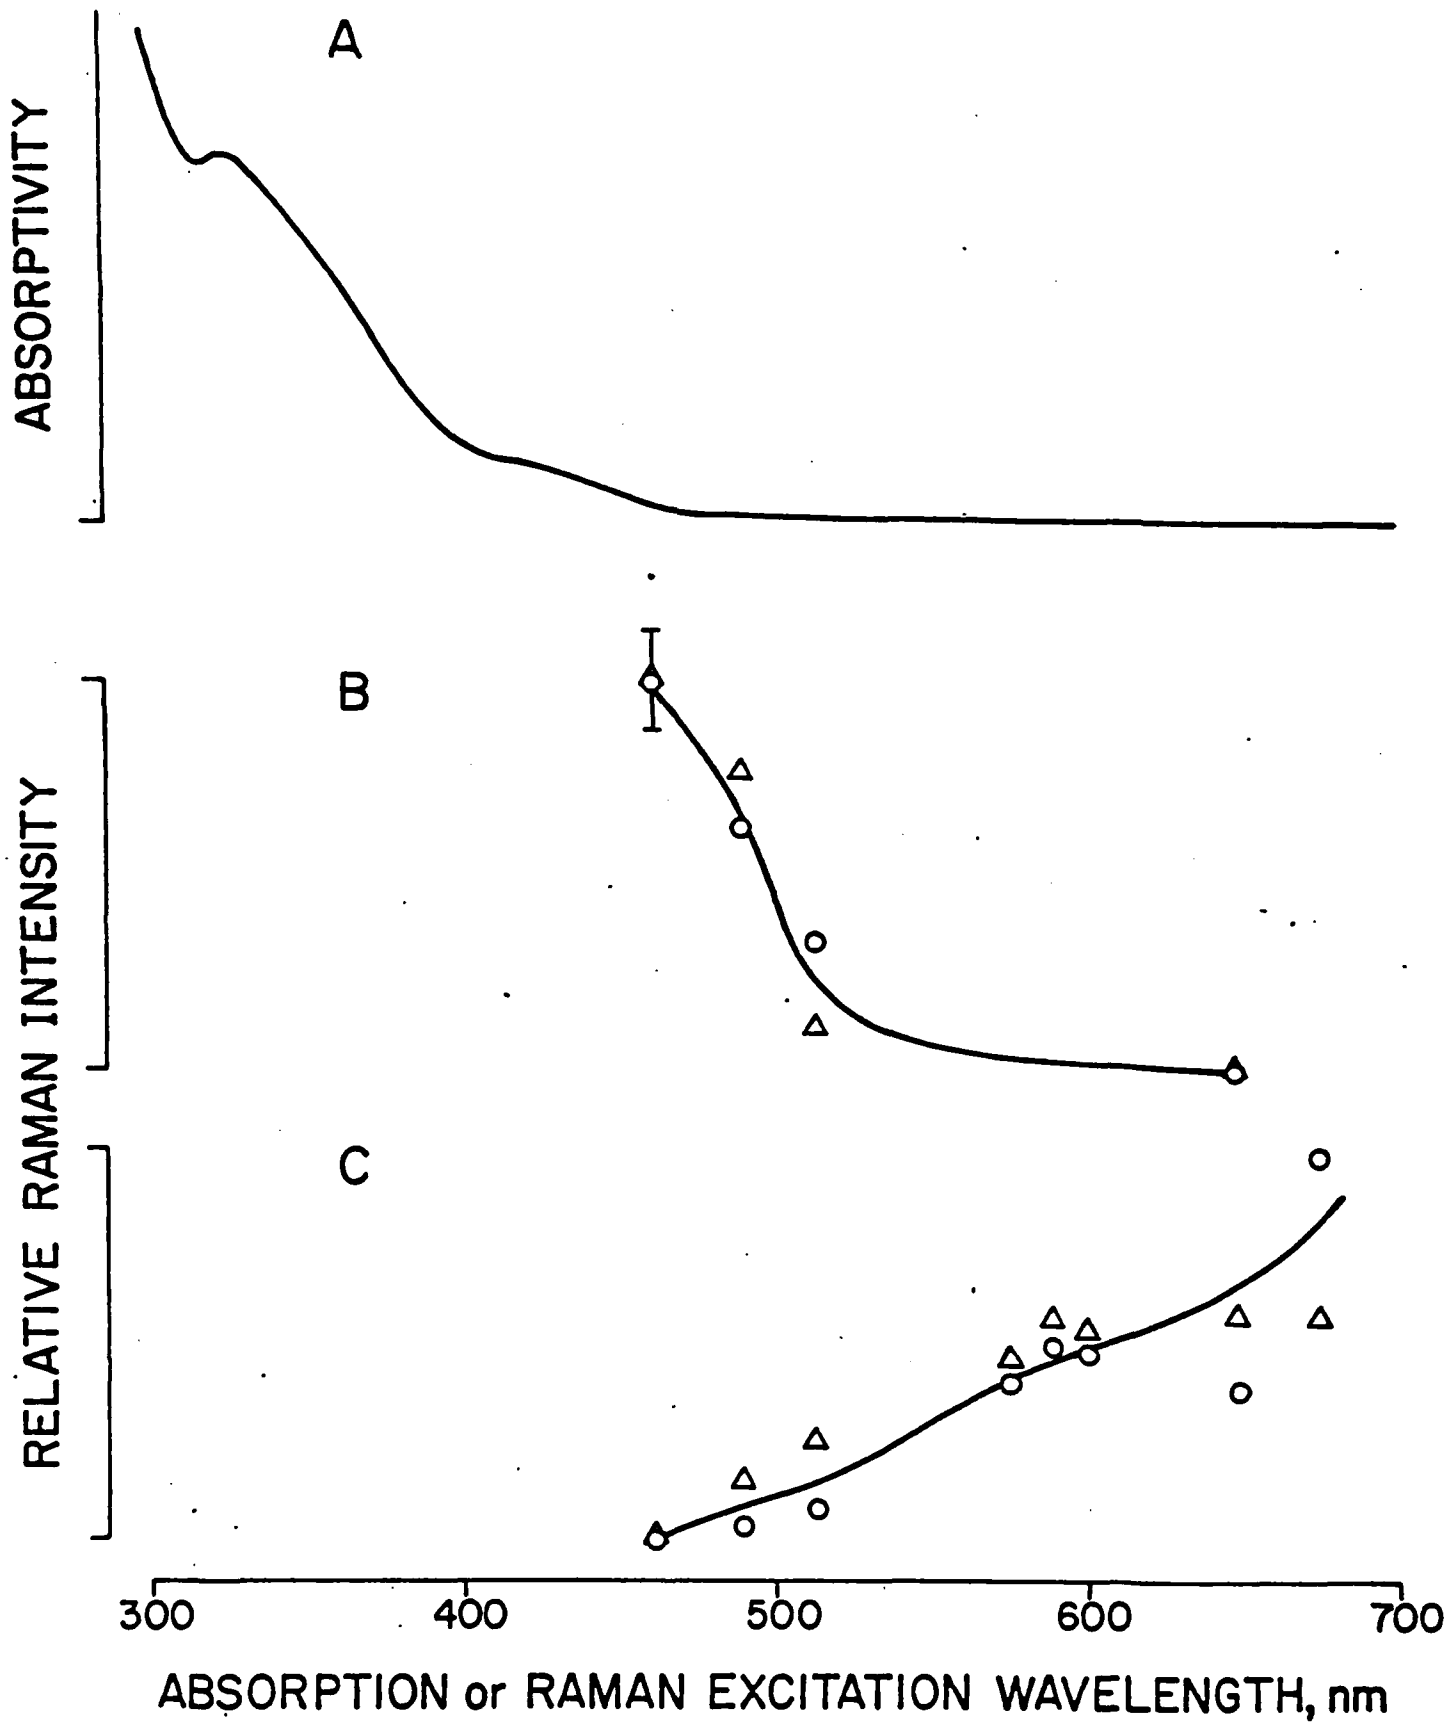 A
ABSORPTIVITY
B
RELATIVE RAMAN INTENSITY
C
300 400 500 600 700
ABSORPTION or RAMAN EXCITATION WAVELENGTH, nm